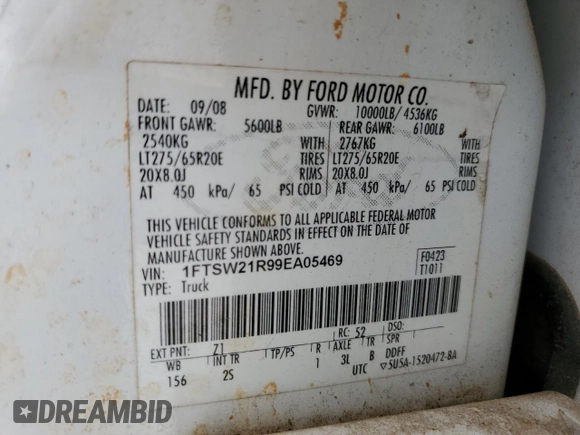 MFD. BY FORD MOTOR CO.
DATE: 09/08 GVWR: 10000LB/ 4536KG
FRONT GAWR: 5600LB REAR GAWR: 6100LB
2540KG WITH 2767KG WITH
LT275/65R20E TIRES LT275/65R20E TIRES
20X8.0J RIMS 20X8.0J RIMS
AT 450 kPa/ 65 PSI COLD AT 450 kPa/ 65 PSI COLD
THIS VEHICLE CONFORMS TO ALL APPLICABLE FEDERAL MOTOR
VEHICLE SAFETY STANDARDS IN EFFECT ON THE DATE OF
MANUFACTURE SHOWN ABOVE.
VIN: 1FTSW21R99EA05469 F0423
TYPE: Truck T1011
EXT PNT: Z1 RC: 52 DSO:
WB INT TR TP/PS R AXLE TR SPR
156 2S 1 3L B DDFF
UTC ▽5U5A-1520472-BA
DREAMBID